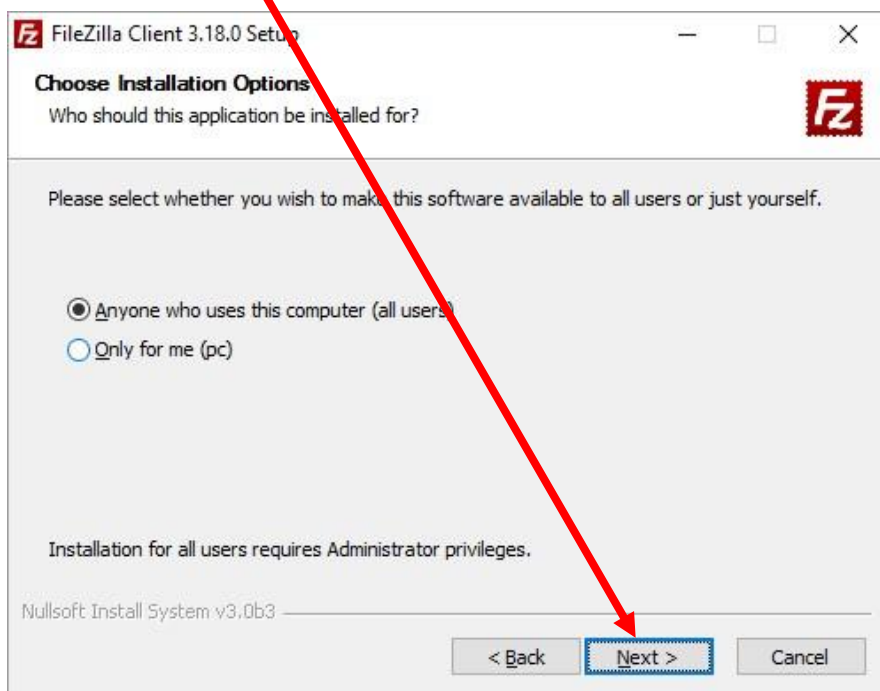 FileZilla Client 3.18.0 Setup
Choose Installation Options
Who should this application be installed for?
Fz
Please select whether you wish to make this software available to all users or just yourself.
Anyone who uses this computer (all users)
Only for me (pc)
Installation for all users requires Administrator privileges.
Nullsoft Install System v3.0b3
< Back
Next >
Cancel